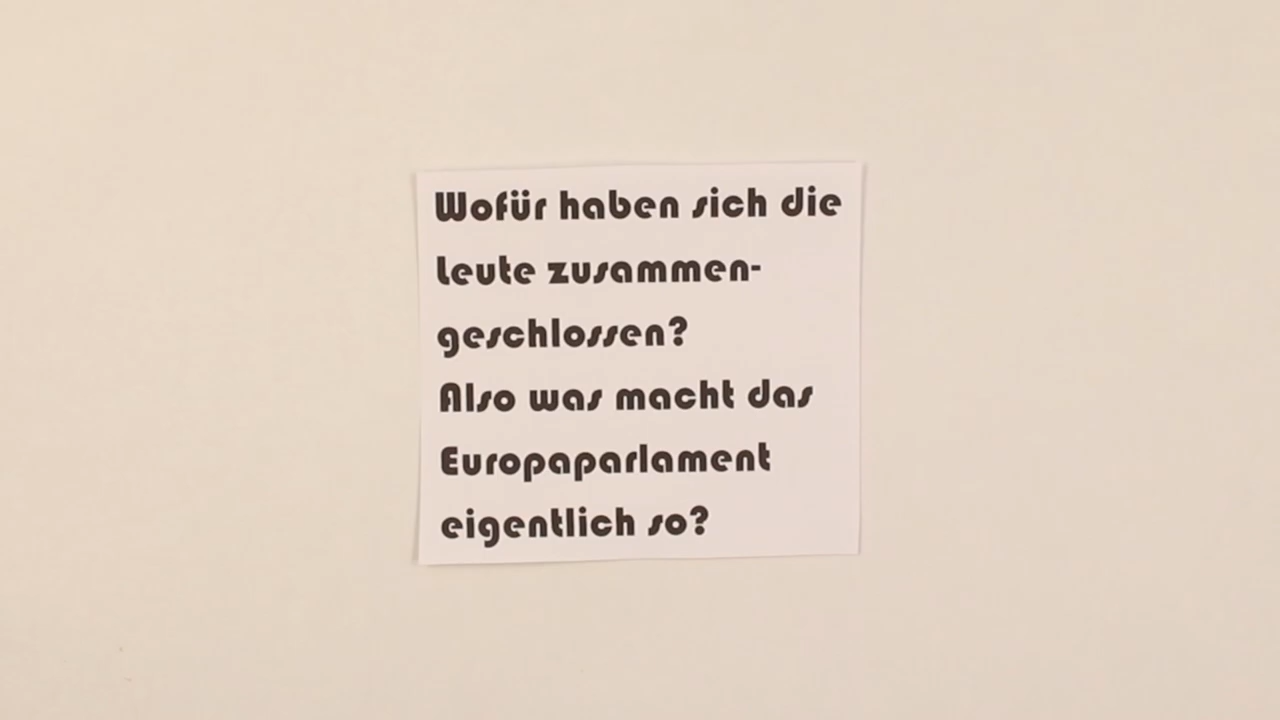 Wofür haben sich die
Leute zusammen-
geschlossen?
Also was macht das
Europaparlament
eigentlich so?